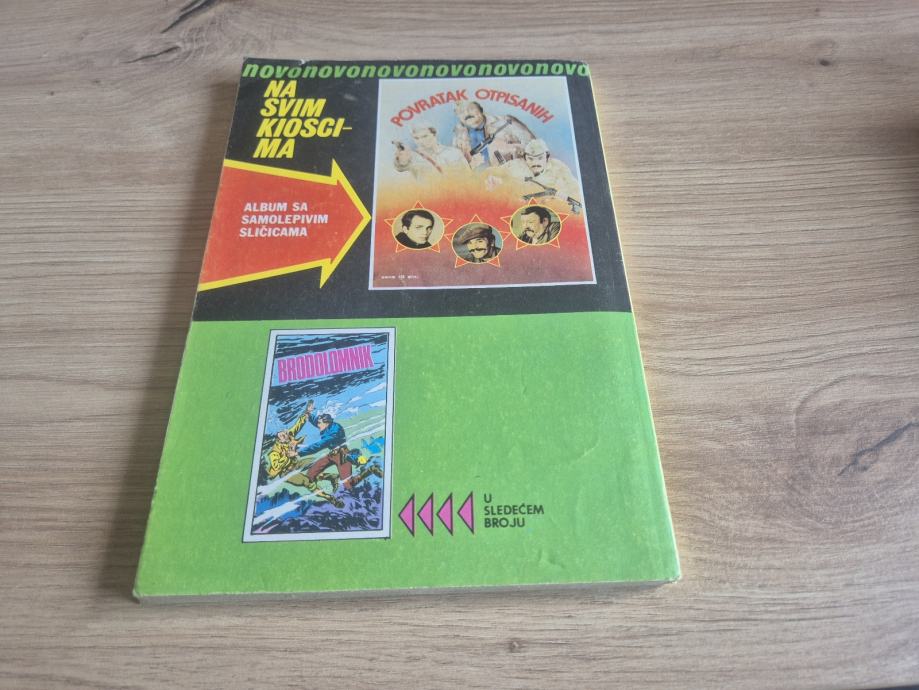 novonovonovonovonovonovo
NA
SVIM
KIOSCI-
MA
POVRATAK OTPISANIH
ALBUM SA
SAMOLEPIVIM
SLIČICAMA
BRODOLOMNIK
U
SLEDEĆEM
BROJU